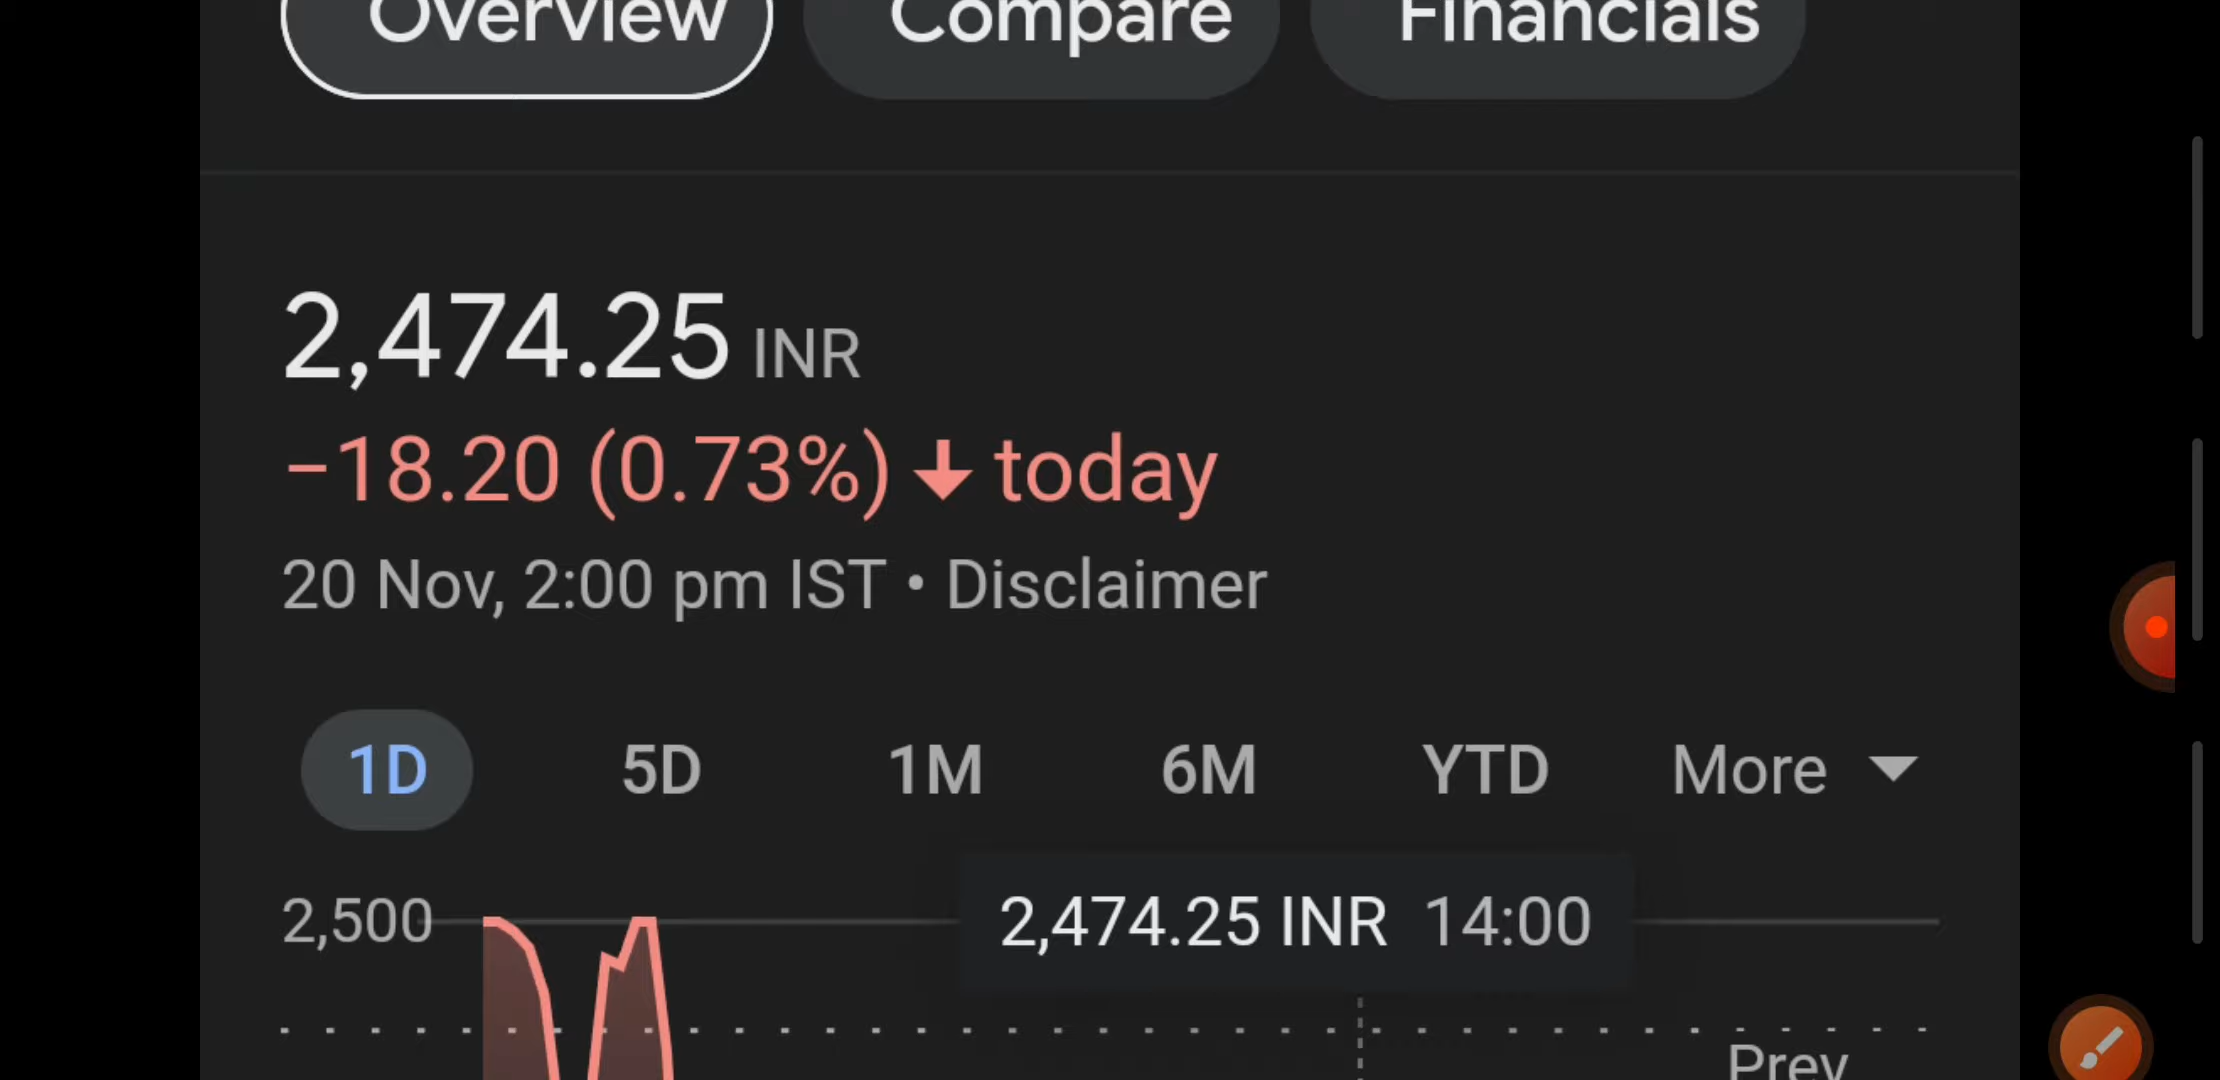 Overview Compare Financials
2,474.25 INR
−18.20 (0.73%) ↓ today
20 Nov, 2:00 pm IST • Disclaimer
1D 5D 1M 6M YTD More
2,500 2,474.25 INR 14:00
Prev